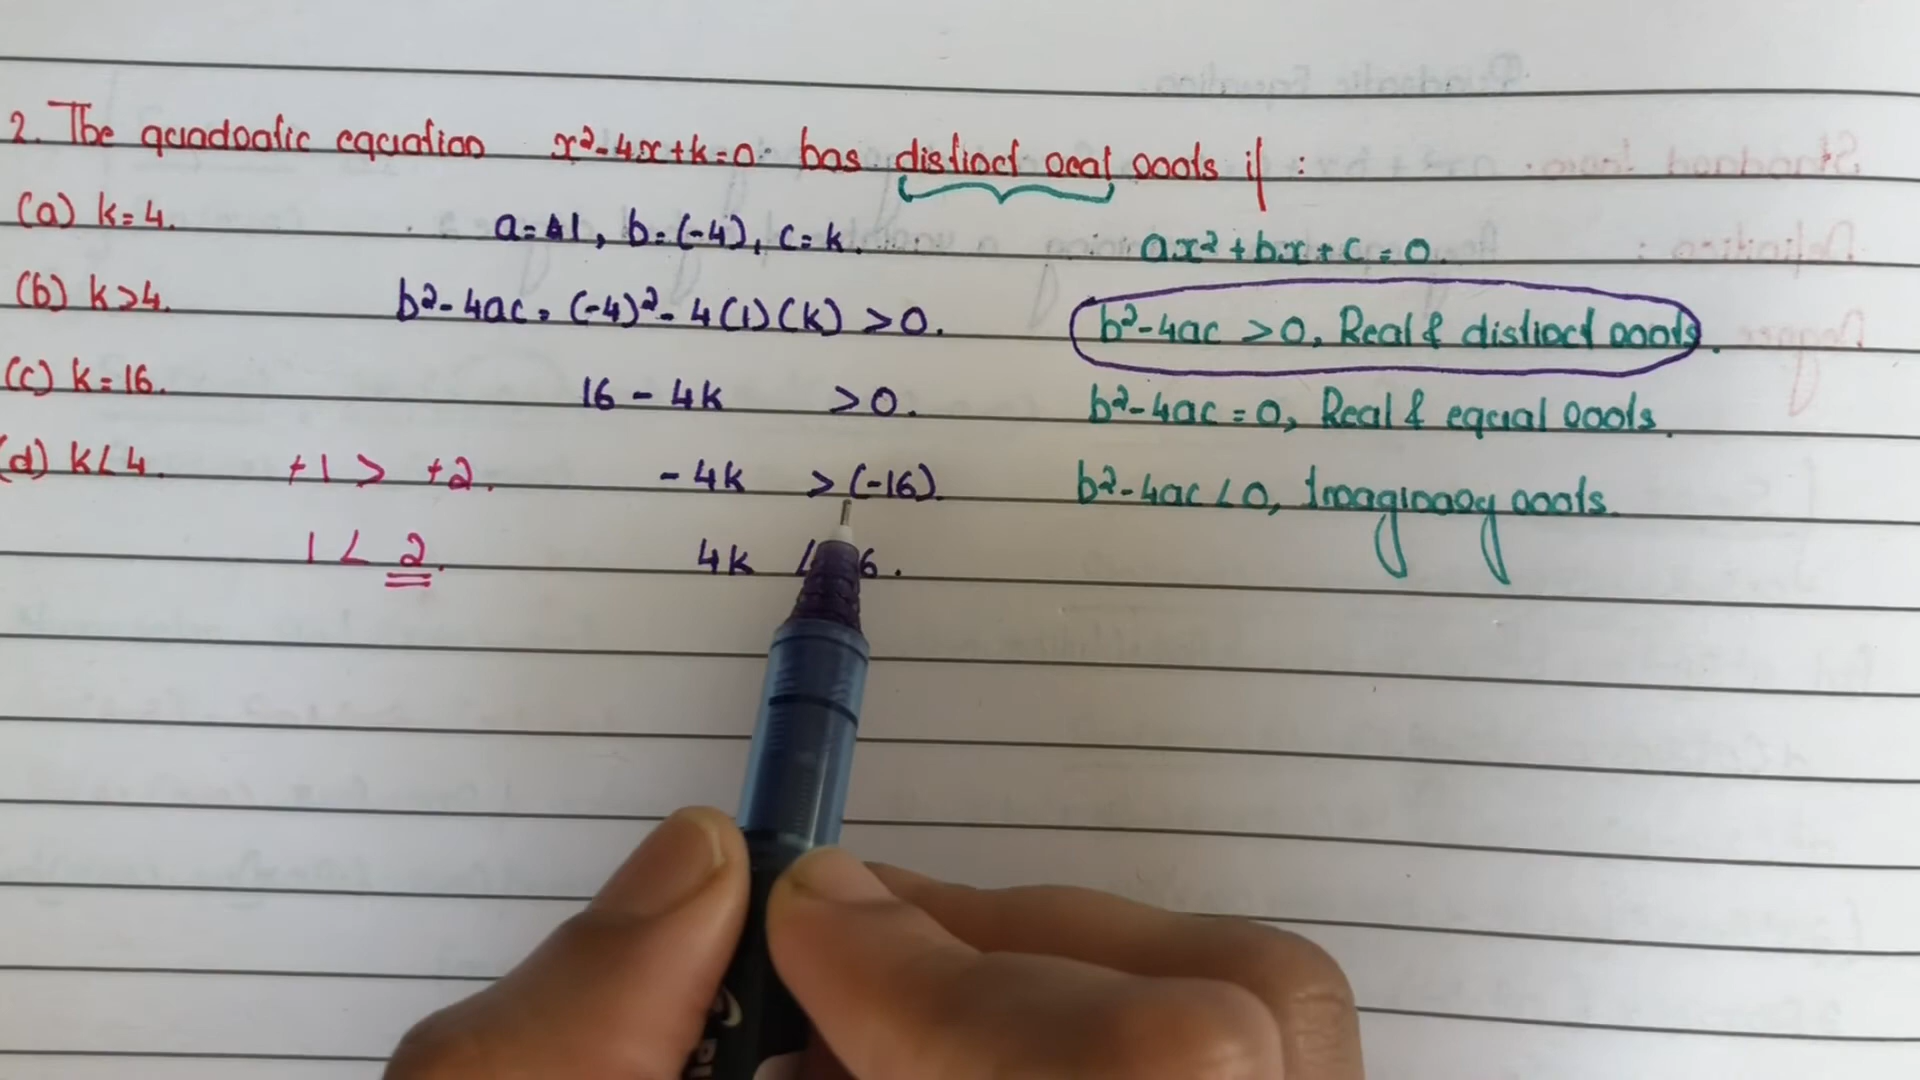 2. The quadratic equation x²-4x+k=0 has distinct real roots if :
(a) k=4. a=1, b=(-4), c=k. ax²+bx+c=0.
(b) k>4. b²-4ac = (-4)²-4(1)(k) >0. b²-4ac >0, Real & distinct roots.
(c) k=16. 16-4k >0. b²-4ac=0, Real & equal roots.
(d) k<4. +1 > +2. -4k >(-16). b²-4ac<0, Imaginary roots.
1 < 2. 4k < 6.